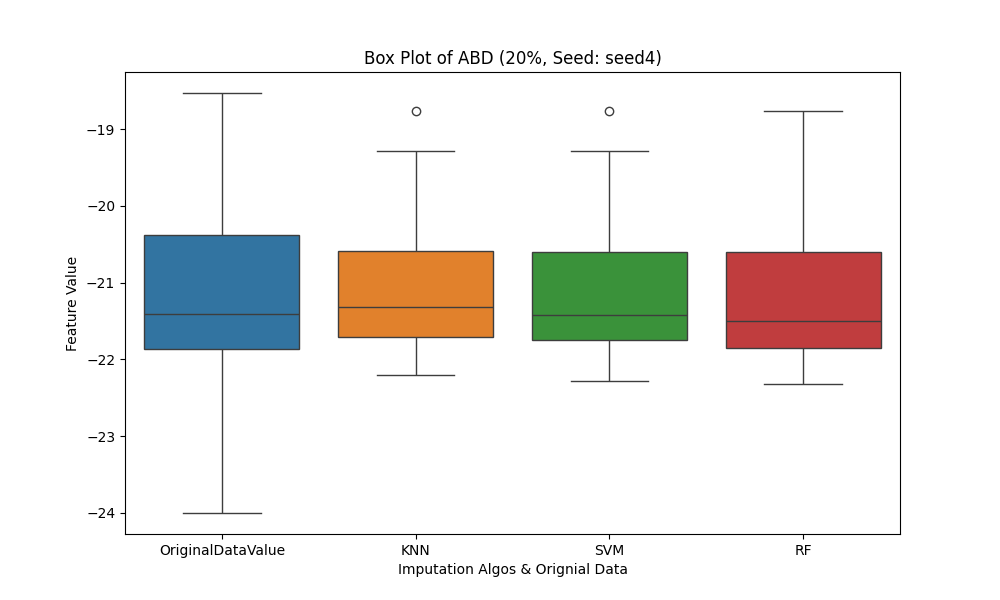 Box Plot of ABD (20%, Seed: seed4)
Feature Value
−19
−20
−21
−22
−23
−24
OriginalDataValue
KNN
SVM
RF
Imputation Algos & Orignial Data